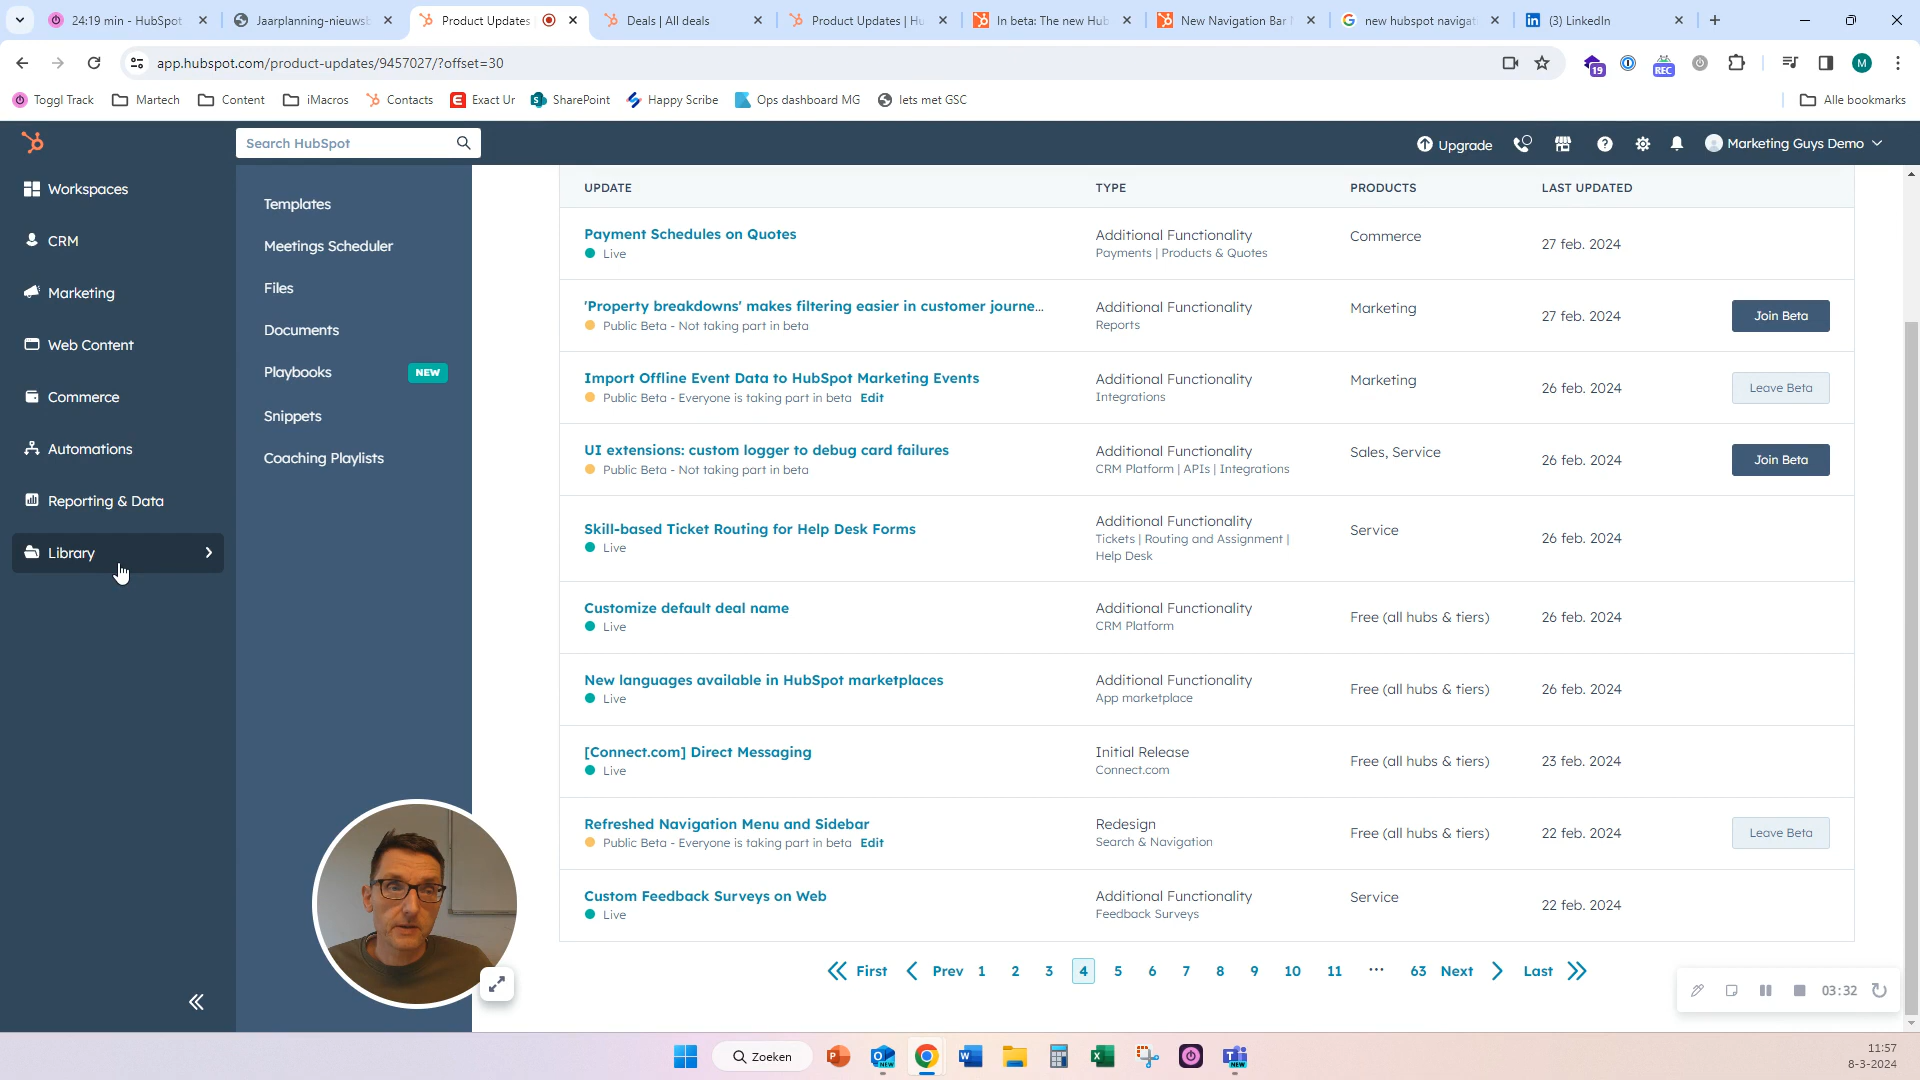 24:19 min - HubSpot
Jaarplanning-nieuwsb
Product Updates
Deals | All deals
Product Updates | Hu
In beta: The new Hub
New Navigation Bar
new hubspot navigat
(3) LinkedIn
app.hubspot.com/product-updates/9457027/?offset=30
19
REC
M
Toggl Track
Martech
Content
iMacros
Contacts
Exact Ur
SharePoint
Happy Scribe
Ops dashboard MG
lets met GSC
Alle bookmarks
Search HubSpot
Upgrade
Marketing Guys Demo
Workspaces
CRM
Marketing
Web Content
Commerce
Automations
Reporting & Data
Library
Templates
Meetings Scheduler
Files
Documents
Playbooks NEW
Snippets
Coaching Playlists
UPDATE TYPE PRODUCTS LAST UPDATED
Payment Schedules on Quotes
Live
Additional Functionality
Payments | Products & Quotes
Commerce
27 feb. 2024
'Property breakdowns' makes filtering easier in customer journe...
Public Beta - Not taking part in beta
Additional Functionality
Reports
Marketing
27 feb. 2024
Join Beta
Import Offline Event Data to HubSpot Marketing Events
Public Beta - Everyone is taking part in beta Edit
Additional Functionality
Integrations
Marketing
26 feb. 2024
Leave Beta
UI extensions: custom logger to debug card failures
Public Beta - Not taking part in beta
Additional Functionality
CRM Platform | APIs | Integrations
Sales, Service
26 feb. 2024
Join Beta
Skill-based Ticket Routing for Help Desk Forms
Live
Additional Functionality
Tickets | Routing and Assignment |
Help Desk
Service
26 feb. 2024
Customize default deal name
Live
Additional Functionality
CRM Platform
Free (all hubs & tiers)
26 feb. 2024
New languages available in HubSpot marketplaces
Live
Additional Functionality
App marketplace
Free (all hubs & tiers)
26 feb. 2024
[Connect.com] Direct Messaging
Live
Initial Release
Connect.com
Free (all hubs & tiers)
23 feb. 2024
Refreshed Navigation Menu and Sidebar
Public Beta - Everyone is taking part in beta Edit
Redesign
Search & Navigation
Free (all hubs & tiers)
22 feb. 2024
Leave Beta
Custom Feedback Surveys on Web
Live
Additional Functionality
Feedback Surveys
Service
22 feb. 2024
First Prev 1 2 3 4 5 6 7 8 9 10 11 ··· 63 Next Last
03:32
Zoeken
11:57
8-3-2024